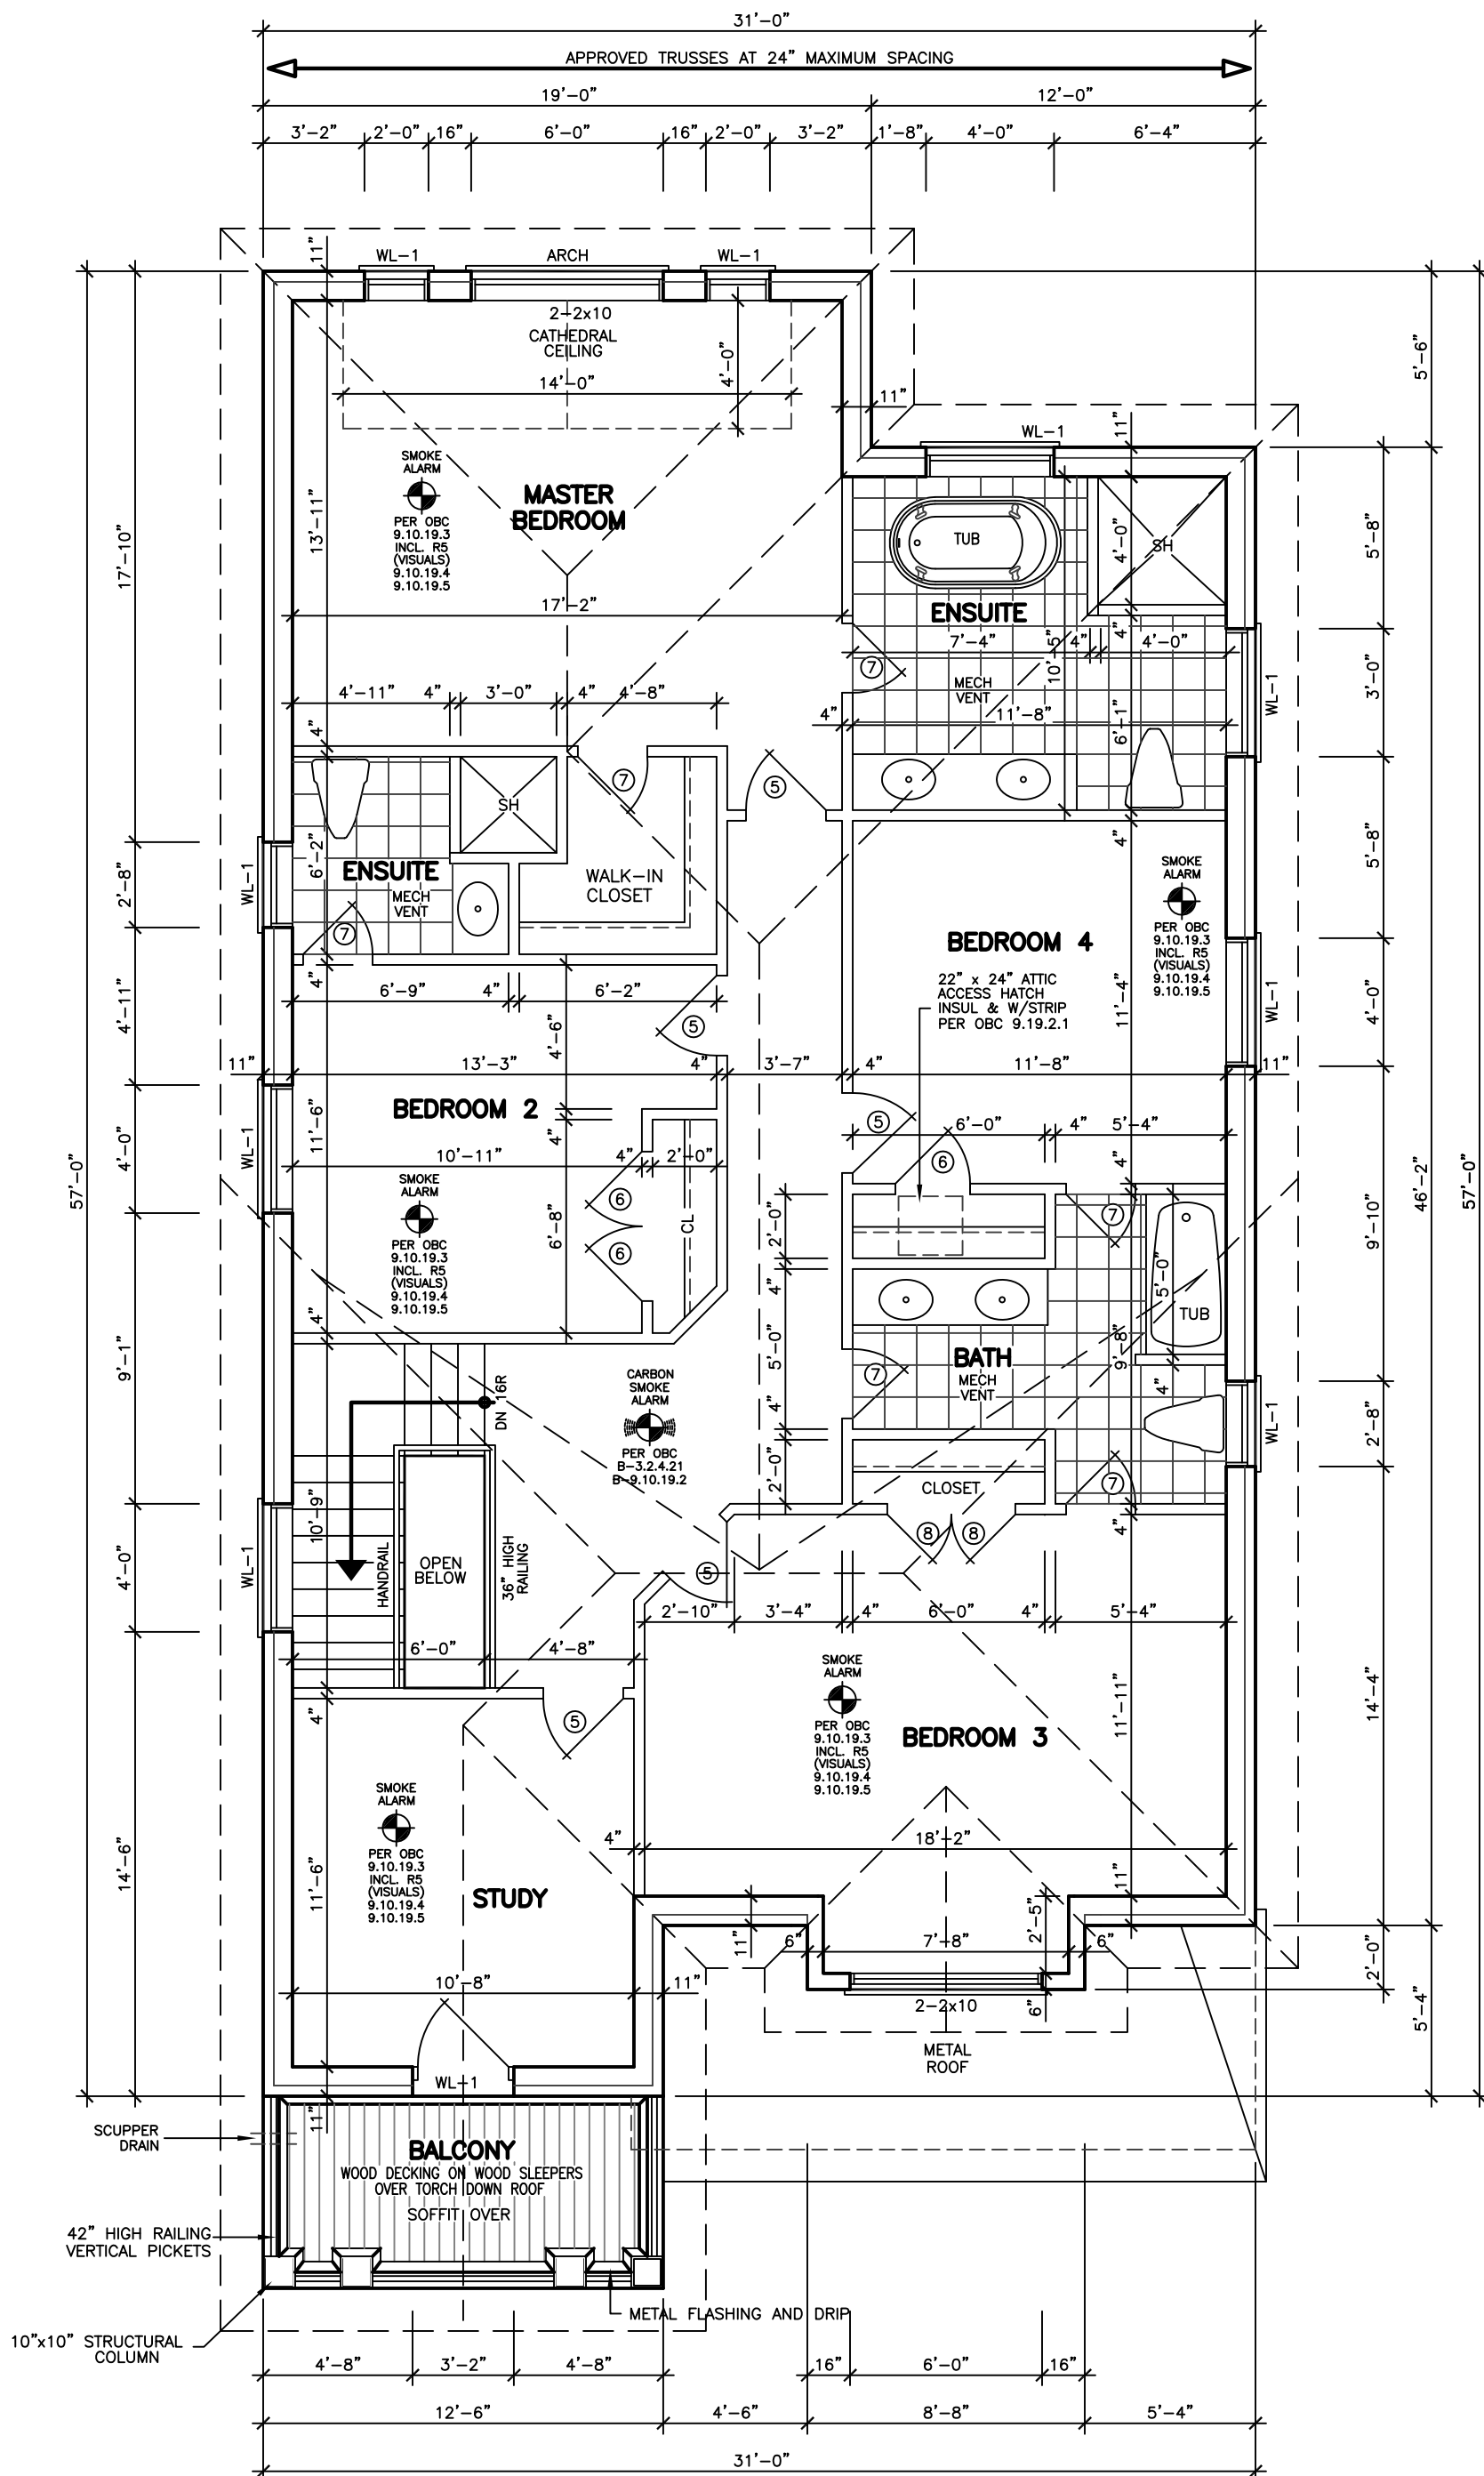 31'-0"
APPROVED TRUSSES AT 24" MAXIMUM SPACING
19'-0" 12'-0"
3'-2" 2'-0" 16" 6'-0" 16" 2'-0" 3'-2" 1'-8" 4'-0" 6'-4"
11" WL-1 ARCH WL-1
2-2x10
CATHEDRAL
CEILING
14'-0" 4'-0"
11"
5'-6"
WL-1 11"
SMOKE
ALARM
PER OBC
9.10.19.3
INCL. R5
(VISUALS)
9.10.19.4
9.10.19.5
MASTER
BEDROOM
13'-11"
17'-10"
17'-2"
TUB
4'-0"
SH
5'-8"
ENSUITE
7'-4" 4" 4'-0"
4"
10'-5"
7
MECH
VENT
11'-8"
4"
6'-1"
3'-0"
WL-1
4'-11" 4" 3'-0" 4" 4'-8"
4"
7
5
SH
6'-2"
ENSUITE
MECH
VENT
7
WALK-IN
CLOSET
WL-1
2'-8"
4"
5'-8"
SMOKE
ALARM
PER OBC
9.10.19.3
INCL. R5
(VISUALS)
9.10.19.4
9.10.19.5
BEDROOM 4
22" x 24" ATTIC
ACCESS HATCH
INSUL & W/STRIP
PER OBC 9.19.2.1
11'-4"
WL-1
4'-0"
4"
6'-9" 4" 6'-2"
4'-11"
4'-6"
5
11" 13'-3" 4" 3'-7" 4" 11'-8" 11"
BEDROOM 2
11'-6"
4"
10'-11" 4" 2'-0"
WL-1
4'-0"
57'-0"
SMOKE
ALARM
PER OBC
9.10.19.3
INCL. R5
(VISUALS)
9.10.19.4
9.10.19.5
6
6
6'-8"
CL
4"
5
6'-0" 4" 5'-4"
6
4"
7
2'-0"
4"
5'-0"
4"
2'-0"
5'-0"
TUB
9'-8"
4"
BATH
MECH
VENT
7
9'-10"
46'-2"
57'-0"
WL-1
2'-8"
9'-1"
DN 16R
CARBON
SMOKE
ALARM
PER OBC
B-3.2.4.21
B-9.10.19.2
CLOSET
7
4"
8
8
10'-9"
WL-1
4'-0"
HANDRAIL
OPEN
BELOW
36" HIGH
RAILING
5
6'-0" 4'-8"
2'-10" 3'-4" 4" 6'-0" 4" 5'-4"
4"
5
SMOKE
ALARM
PER OBC
9.10.19.3
INCL. R5
(VISUALS)
9.10.19.4
9.10.19.5
BEDROOM 3
11'-11"
14'-4"
SMOKE
ALARM
PER OBC
9.10.19.3
INCL. R5
(VISUALS)
9.10.19.4
9.10.19.5
STUDY
11'-6"
14'-6"
4" 18'-2"
11"
11" 6" 7'-8" 2'-5" 6"
2'-0"
10'-8" 11"
2-2x10 6"
5'-4"
METAL
ROOF
WL-1
11"
SCUPPER
DRAIN
BALCONY
WOOD DECKING ON WOOD SLEEPERS
OVER TORCH DOWN ROOF
SOFFIT OVER
42" HIGH RAILING
VERTICAL PICKETS
METAL FLASHING AND DRIP
10"x10" STRUCTURAL
COLUMN
4'-8" 3'-2" 4'-8" 16" 6'-0" 16"
12'-6" 4'-6" 8'-8" 5'-4"
31'-0"